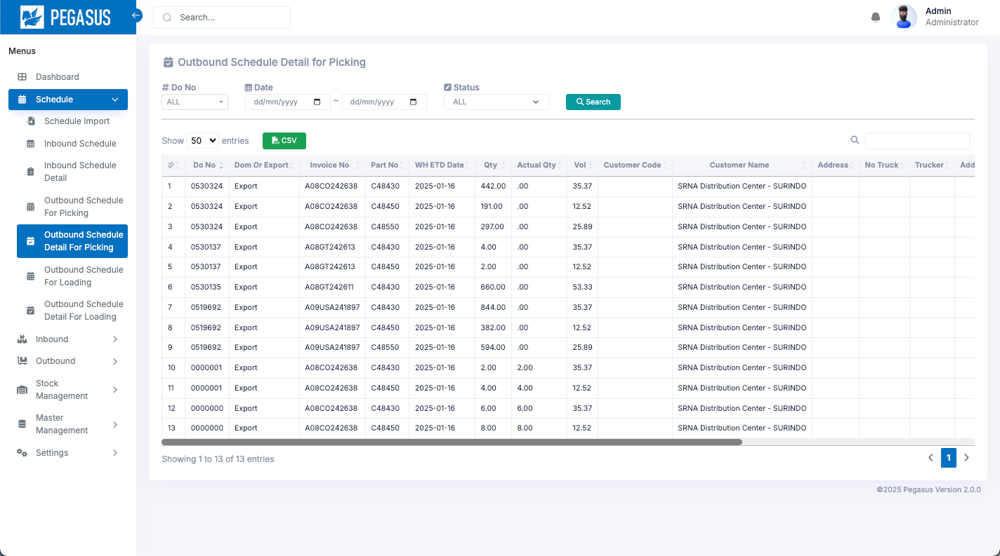 PEGASUS
Search...
Admin
Administrator
Menus
Dashboard
Schedule
Schedule Import
Inbound Schedule
Inbound Schedule
Detail
Outbound Schedule
For Picking
Outbound Schedule
Detail For Picking
Outbound Schedule
For Loading
Outbound Schedule
Detail For Loading
Inbound
Outbound
Stock
Management
Master
Management
Settings
Outbound Schedule Detail for Picking
# Do No Date Status
ALL dd/mm/yyyy ~ dd/mm/yyyy ALL Search
Show 50 entries CSV
Do No Dom Or Export Invoice No Part No WH ETD Date Qty Actual Qty Vol Customer Code Customer Name Address No Truck Trucker Add
1 0530324 Export A08CO242638 C48430 2025-01-16 442.00 .00 35.37 SRNA Distribution Center - SURINDO
2 0530324 Export A08CO242638 C48450 2025-01-16 191.00 .00 12.52 SRNA Distribution Center - SURINDO
3 0530324 Export A08CO242638 C48550 2025-01-16 297.00 .00 25.89 SRNA Distribution Center - SURINDO
4 0530137 Export A08GT242613 C48430 2025-01-16 4.00 .00 35.37 SRNA Distribution Center - SURINDO
5 0530137 Export A08GT242613 C48450 2025-01-16 2.00 .00 12.52 SRNA Distribution Center - SURINDO
6 0530135 Export A08GT242611 C48430 2025-01-16 660.00 .00 53.33 SRNA Distribution Center - SURINDO
7 0519692 Export A09USA241897 C48430 2025-01-16 844.00 .00 35.37 SRNA Distribution Center - SURINDO
8 0519692 Export A09USA241897 C48450 2025-01-16 382.00 .00 12.52 SRNA Distribution Center - SURINDO
9 0519692 Export A09USA241897 C48550 2025-01-16 594.00 .00 25.89 SRNA Distribution Center - SURINDO
10 0000001 Export A08CO242638 C48430 2025-01-16 2.00 2.00 35.37 SRNA Distribution Center - SURINDO
11 0000001 Export A08CO242638 C48450 2025-01-16 4.00 4.00 12.52 SRNA Distribution Center - SURINDO
12 0000000 Export A08CO242638 C48430 2025-01-16 6.00 6.00 35.37 SRNA Distribution Center - SURINDO
13 0000000 Export A08CO242638 C48450 2025-01-16 8.00 8.00 12.52 SRNA Distribution Center - SURINDO
Showing 1 to 13 of 13 entries
1
©2025 Pegasus Version 2.0.0